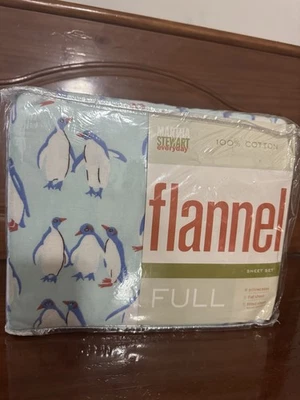 MARTHA
STEWART
everyday
100% COTTON
flannel
SHEET SET
FULL